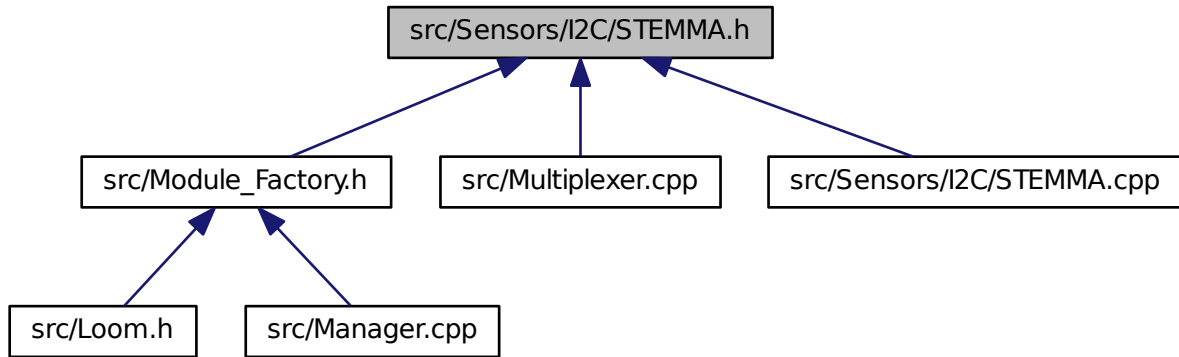 src/Sensors/I2C/STEMMA.h
src/Module_Factory.h
src/Multiplexer.cpp
src/Sensors/I2C/STEMMA.cpp
src/Loom.h
src/Manager.cpp